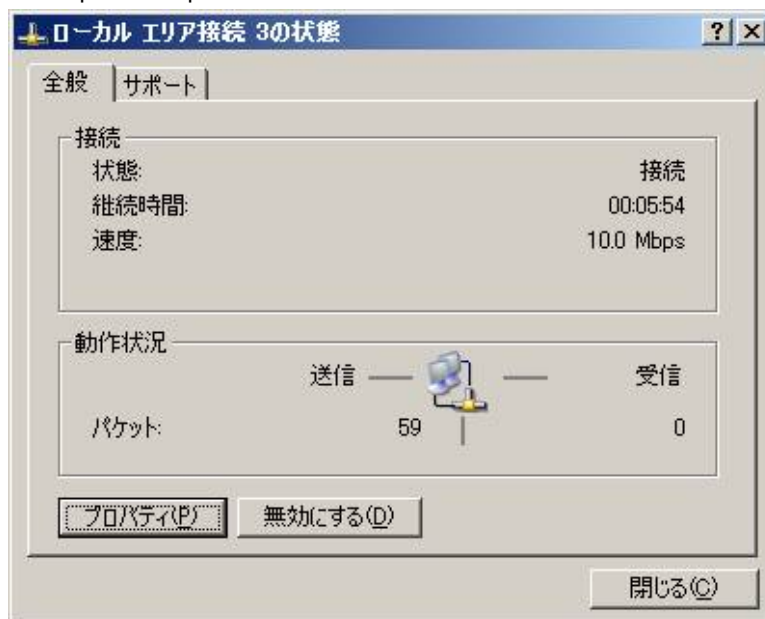 ローカル エリア接続 3の状態
全般 サポート
接続
状態: 接続
継続時間: 00:05:54
速度: 10.0 Mbps
動作状況
送信 受信
パケット: 59 0
プロパティ(P) 無効にする(D)
閉じる(C)